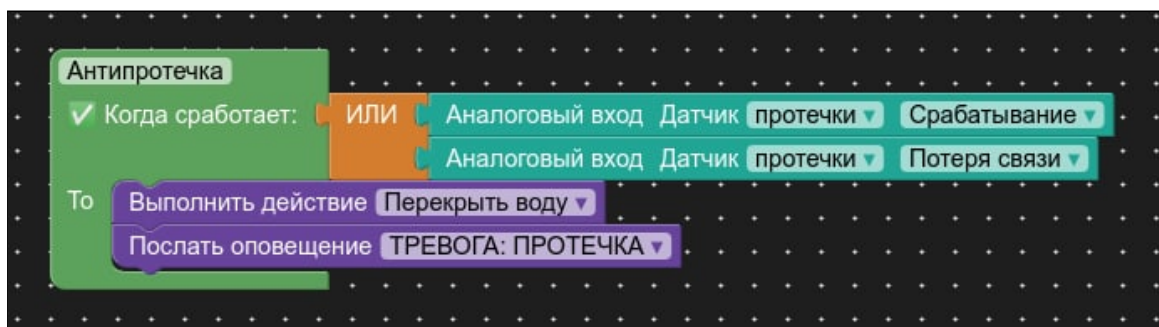 Антипротечка
Когда сработает: ИЛИ Аналоговый вход Датчик протечки Срабатывание
Аналоговый вход Датчик протечки Потеря связи
То Выполнить действие Перекрыть воду
Послать оповещение ТРЕВОГА: ПРОТЕЧКА